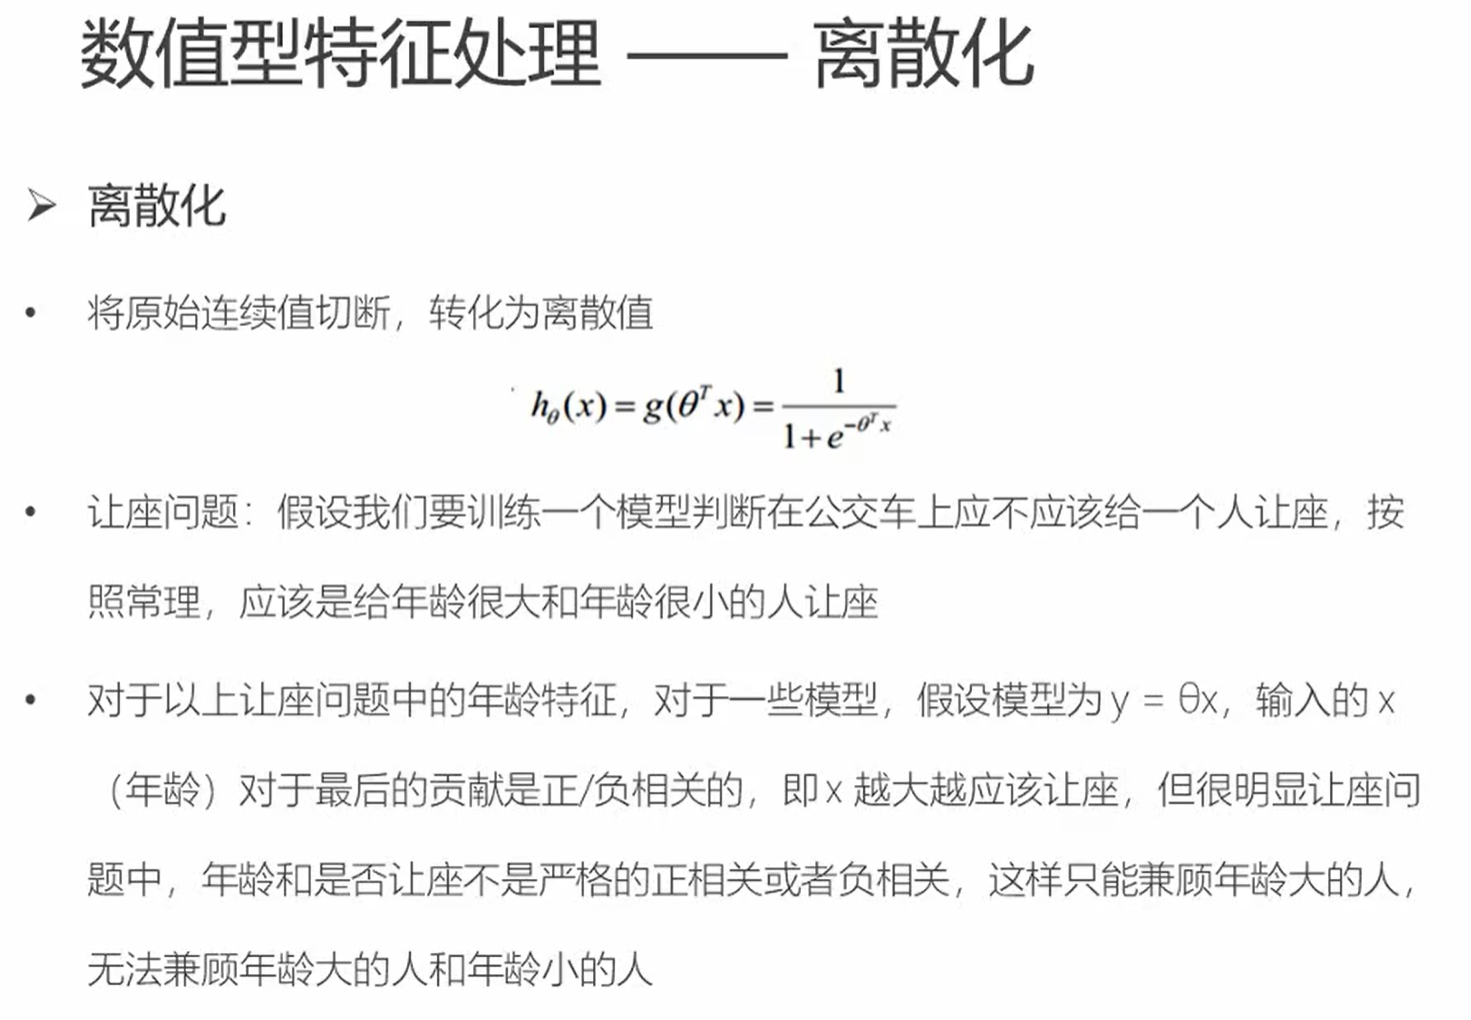 数值型特征处理 —— 离散化
➢ 离散化
• 将原始连续值切断，转化为离散值
hθ(x) = g(θᵀx) = 1 / (1 + e^(−θᵀx))
• 让座问题：假设我们要训练一个模型判断在公交车上应不应该给一个人让座，按
照常理，应该是给年龄很大和年龄很小的人让座
• 对于以上让座问题中的年龄特征，对于一些模型，假设模型为 y = θx，输入的 x
（年龄）对于最后的贡献是正/负相关的，即 x 越大越应该让座，但很明显让座问
题中，年龄和是否让座不是严格的正相关或者负相关，这样只能兼顾年龄大的人，
无法兼顾年龄大的人和年龄小的人